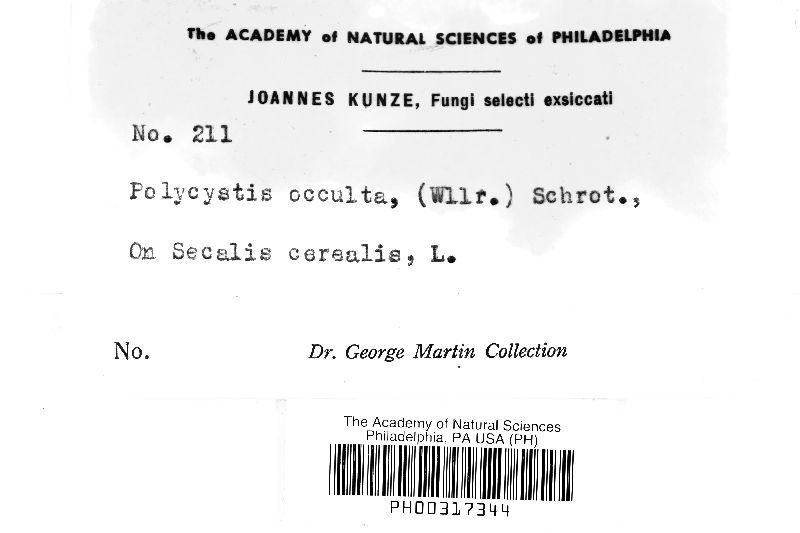 The ACADEMY of NATURAL SCIENCES of PHILADELPHIA
JOANNES KUNZE, Fungi selecti exsiccati
No. 211
Polycystis occulta, (Wllr.) Schrot.,
On Secalis cerealis, L.
No.
Dr. George Martin Collection
The Academy of Natural Sciences
Philadelphia, PA USA (PH)
PH00317344